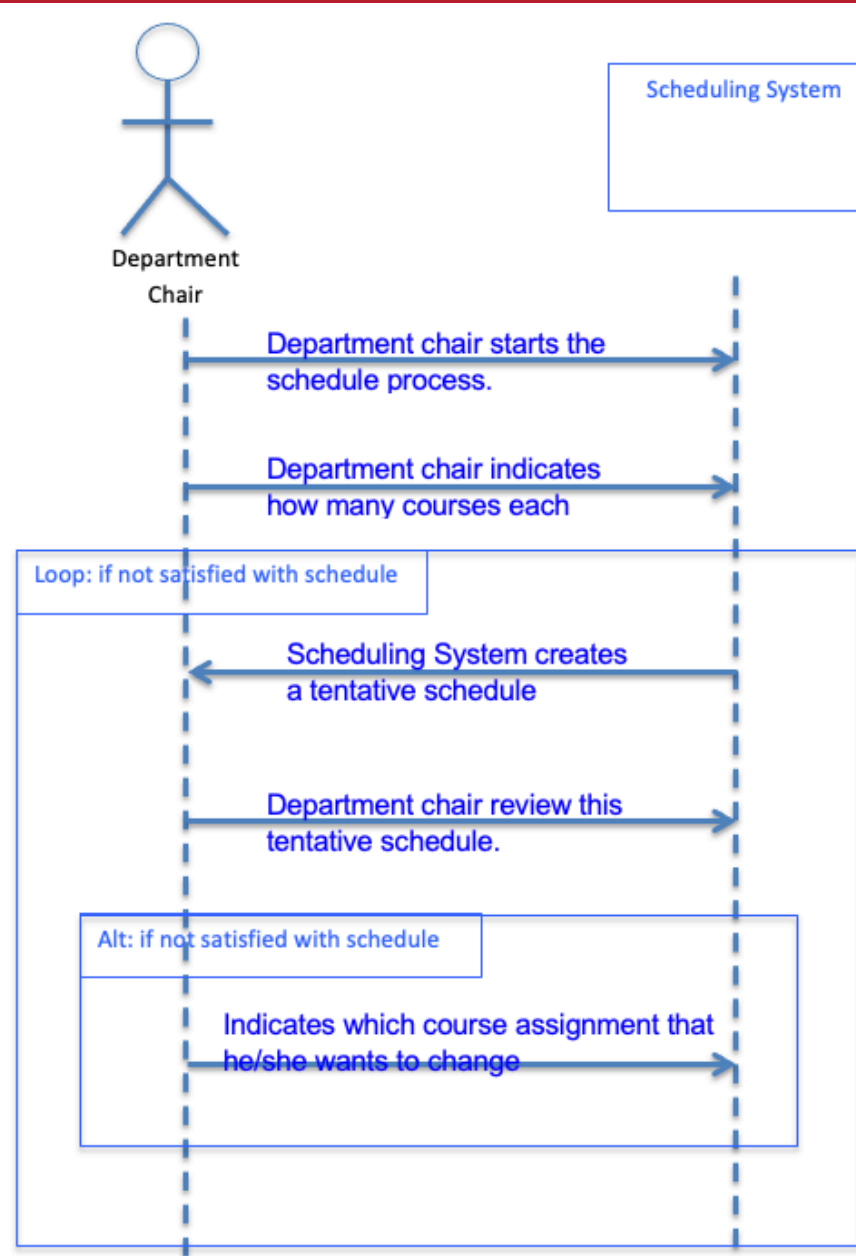 Scheduling System
Department
Chair
Department chair starts the
schedule process.
Department chair indicates
how many courses each
Loop: if not satisfied with schedule
Scheduling System creates
a tentative schedule
Department chair review this
tentative schedule.
Alt: if not satisfied with schedule
Indicates which course assignment that
he/she wants to change